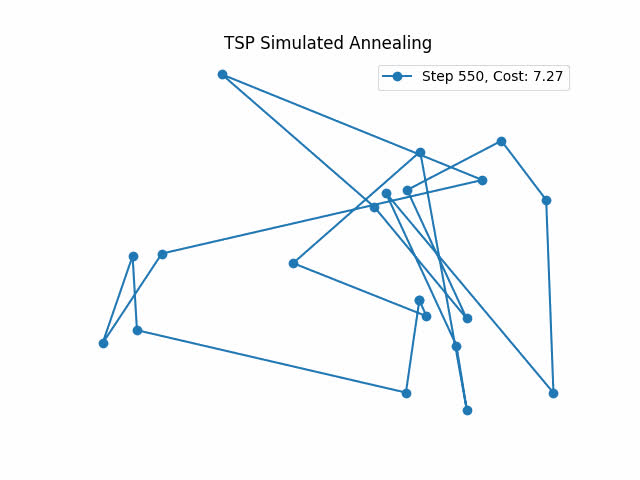 TSP Simulated Annealing
Step 550, Cost: 7.27